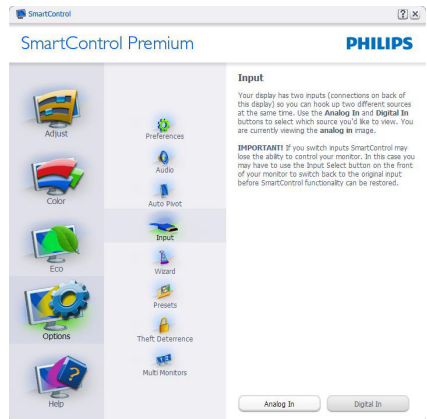 SmartControl
SmartControl Premium
PHILIPS
Adjust
Color
Eco
Options
Help
Preferences
Audio
Auto Pivot
Input
Wizard
Presets
Theft Deterrence
Multi Monitors
Input
Your display has two inputs (connections on back of
this display) so you can hook up two different sources
at the same time. Use the Analog In and Digital In
buttons to select which source you'd like to view. You
are currently viewing the analog in image.
IMPORTANT! If you switch inputs SmartControl may
lose the ability to control your monitor. In this case you
may have to use the Input Select button on the front
of your monitor to switch back to the original input
before SmartControl functionality can be restored.
Analog In
Digital In